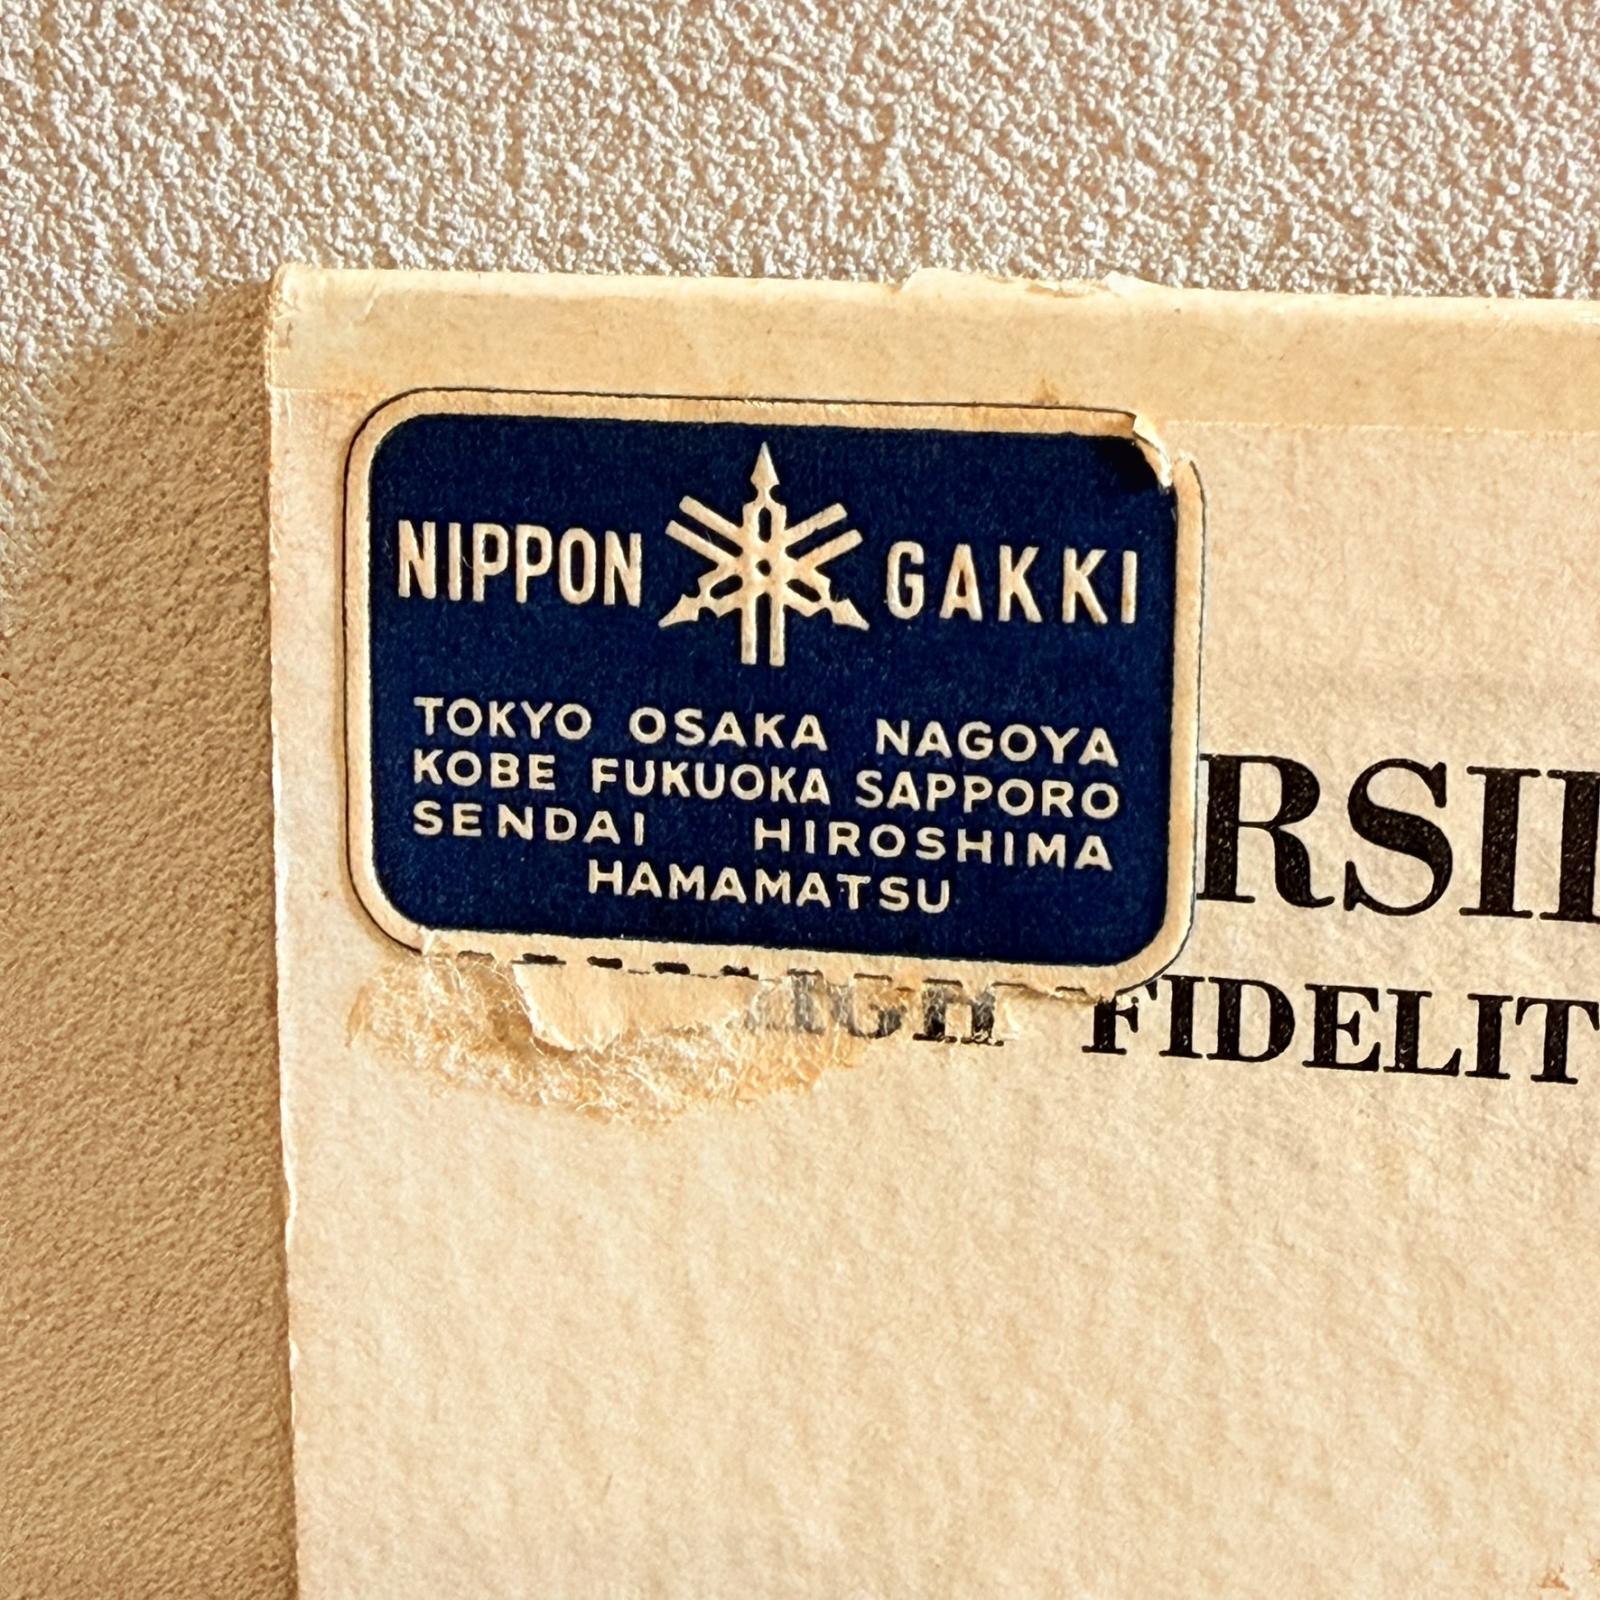 NIPPON GAKKI
TOKYO OSAKA NAGOYA
KOBE FUKUOKA SAPPORO
SENDAI HIROSHIMA
HAMAMATSU
FIDELIT